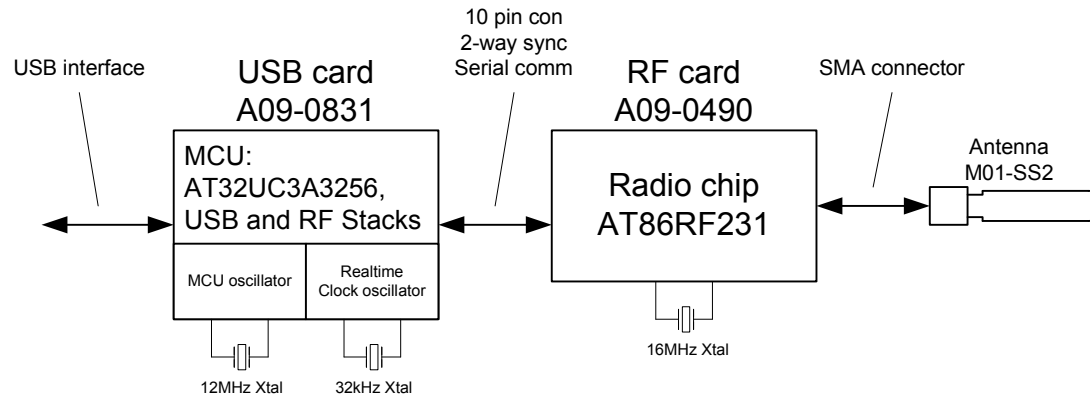 USB interface
USB card
A09-0831
10 pin con
2-way sync
Serial comm
RF card
A09-0490
SMA connector
Antenna
M01-SS2
MCU:
AT32UC3A3256,
USB and RF Stacks
MCU oscillator
Realtime
Clock oscillator
12MHz Xtal
32kHz Xtal
Radio chip
AT86RF231
16MHz Xtal